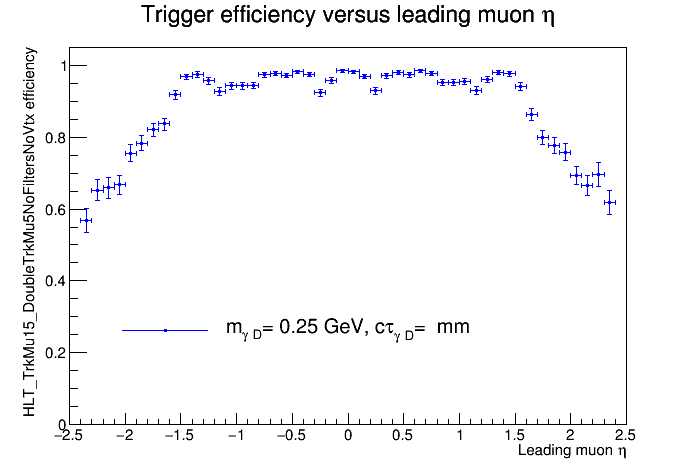 Trigger efficiency versus leading muon η
HLT_TrkMu15_DoubleTrkMu5NoFiltersNoVtx efficiency
1
0.8
0.6
0.4
0.2
0
m_γ D= 0.25 GeV, cτ_γ D= mm
−2.5 −2 −1.5 −1 −0.5 0 0.5 1 1.5 2 2.5
Leading muon η